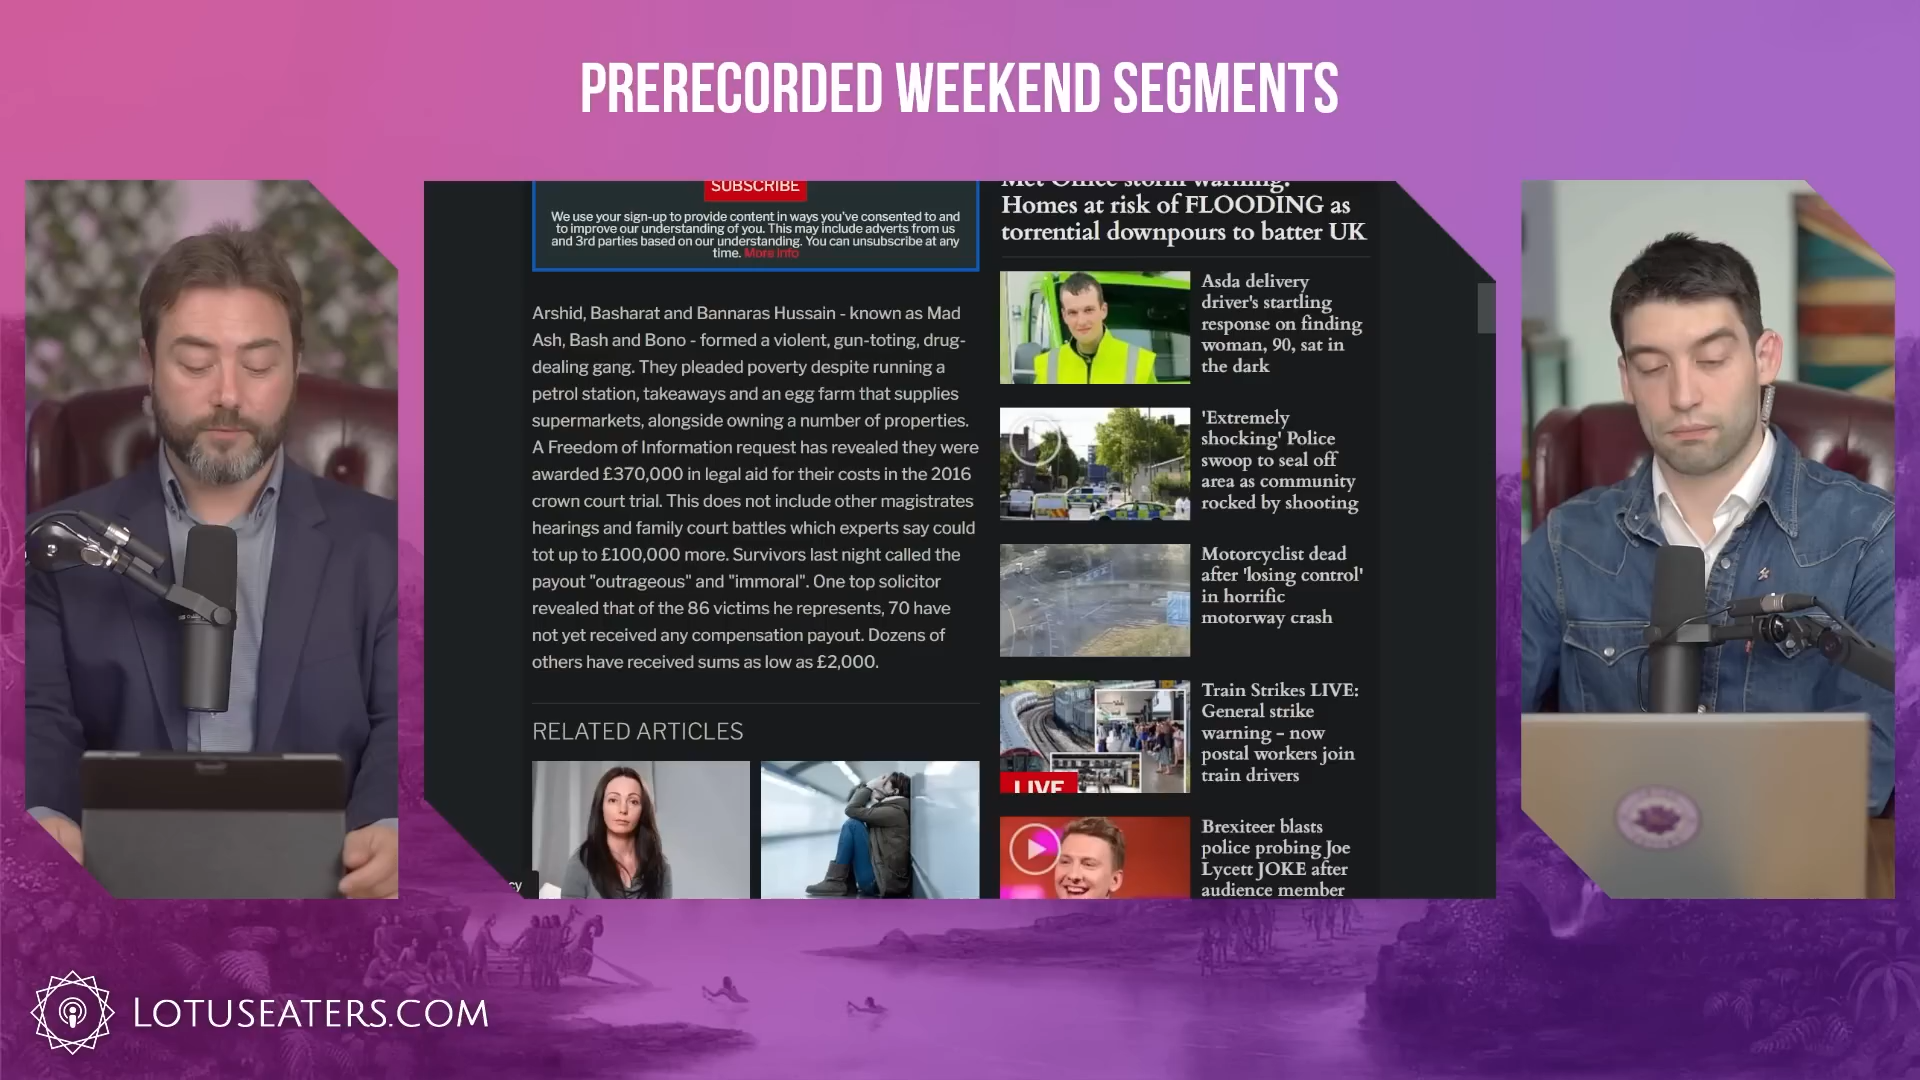 PRERECORDED WEEKEND SEGMENTS
SUBSCRIBE
We use your sign-up to provide content in ways you've consented to and
to improve our understanding of you. This may include adverts from us
and 3rd parties based on our understanding. You can unsubscribe at any
time. More info
Arshid, Basharat and Bannaras Hussain - known as Mad
Ash, Bash and Bono - formed a violent, gun-toting, drug-
dealing gang. They pleaded poverty despite running a
petrol station, takeaways and an egg farm that supplies
supermarkets, alongside owning a number of properties.
A Freedom of Information request has revealed they were
awarded £370,000 in legal aid for their costs in the 2016
crown court trial. This does not include other magistrates
hearings and family court battles which experts say could
tot up to £100,000 more. Survivors last night called the
payout "outrageous" and "immoral". One top solicitor
revealed that of the 86 victims he represents, 70 have
not yet received any compensation payout. Dozens of
others have received sums as low as £2,000.
RELATED ARTICLES
cy
Met Office storm warning:
Homes at risk of FLOODING as
torrential downpours to batter UK
Asda delivery
driver's startling
response on finding
woman, 90, sat in
the dark
'Extremely
shocking' Police
swoop to seal off
area as community
rocked by shooting
Motorcyclist dead
after 'losing control'
in horrific
motorway crash
Train Strikes LIVE:
General strike
warning - now
postal workers join
train drivers
LIVE
Brexiteer blasts
police probing Joe
Lycett JOKE after
audience member
LOTUSEATERS.COM